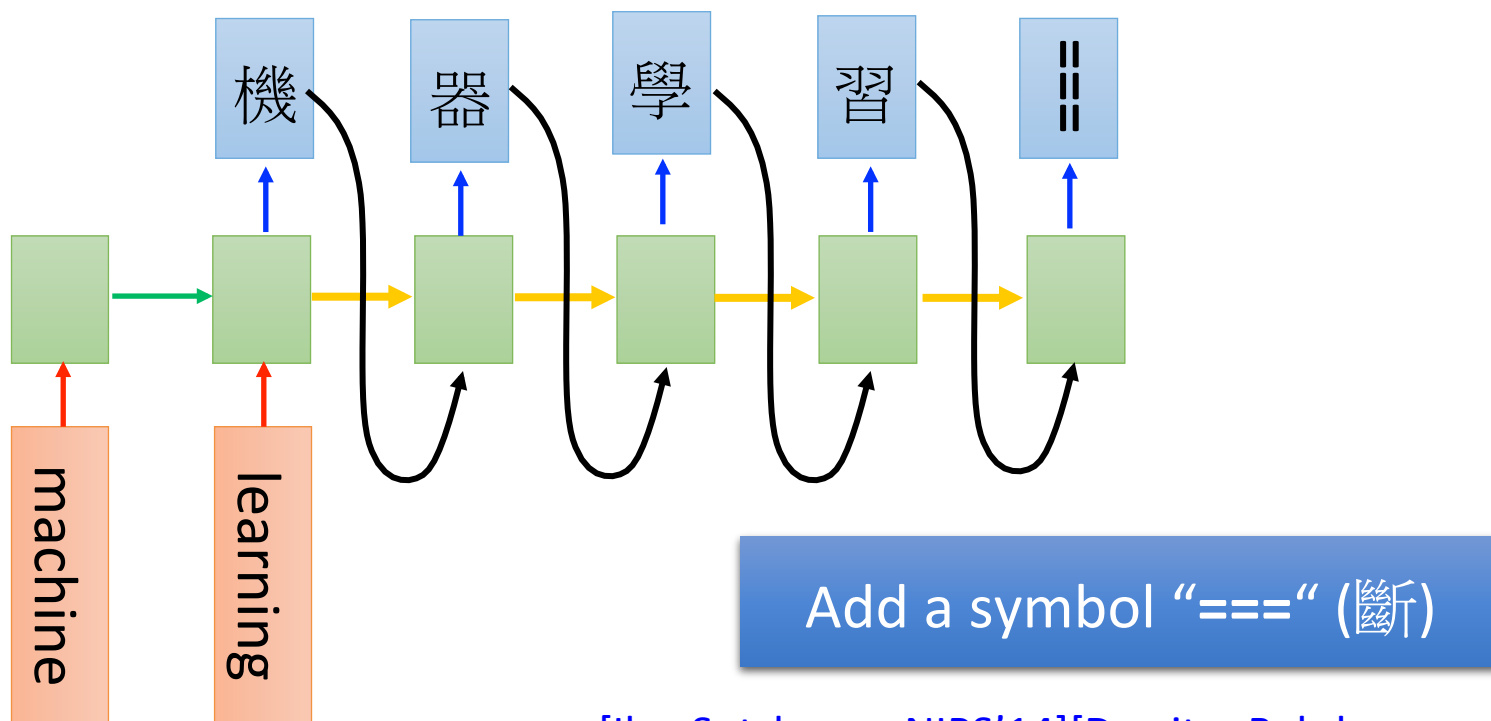 機
器
學
習
===
machine
learning
Add a symbol “===“ (斷)